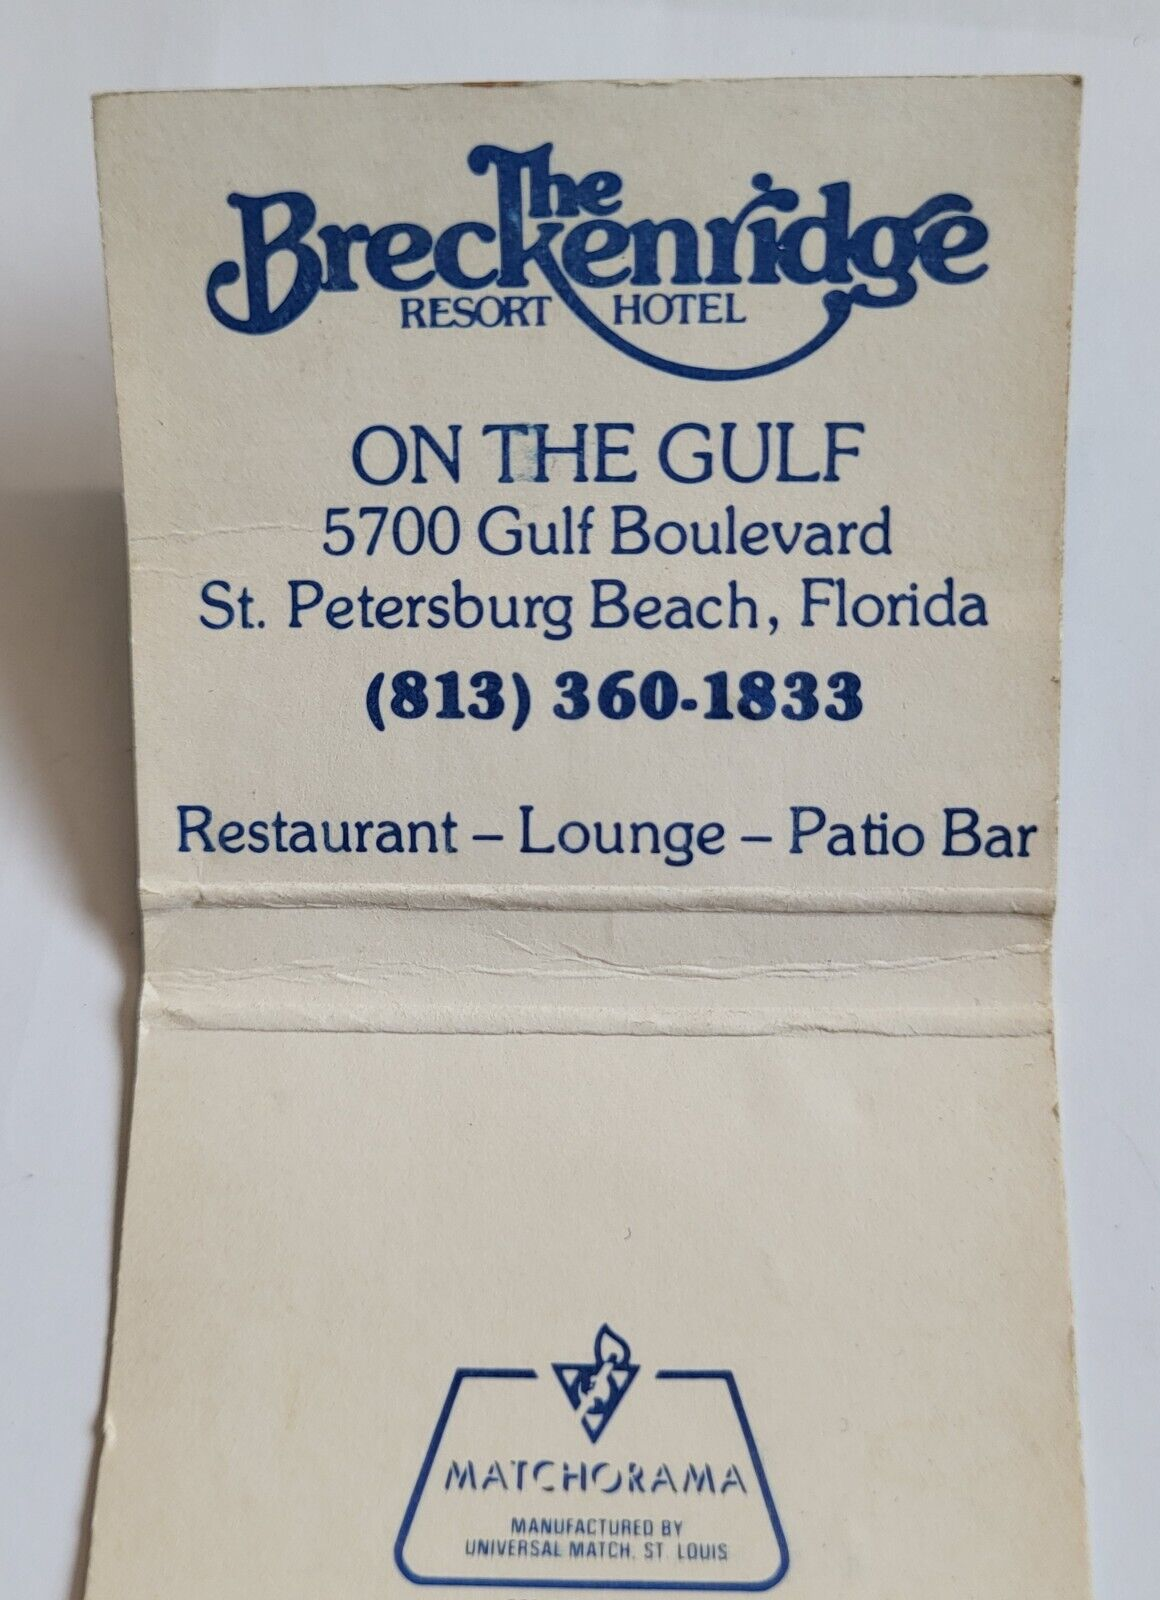 The
Breckenridge
RESORT HOTEL
ON THE GULF
5700 Gulf Boulevard
St. Petersburg Beach, Florida
(813) 360-1833
Restaurant – Lounge – Patio Bar
MATCHORAMA
MANUFACTURED BY
UNIVERSAL MATCH, ST. LOUIS